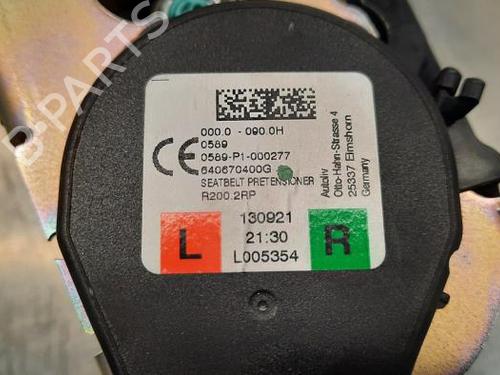 000.0 - 090.0H
0589
CE
0589-P1-000277
640670400G
SEATBELT PRETENSIONER
R200.2RP
Autoliv
Otto-Hahn-Strasse 4
25337 Elmshorn
Germany
L
130921
21:30
L005354
R